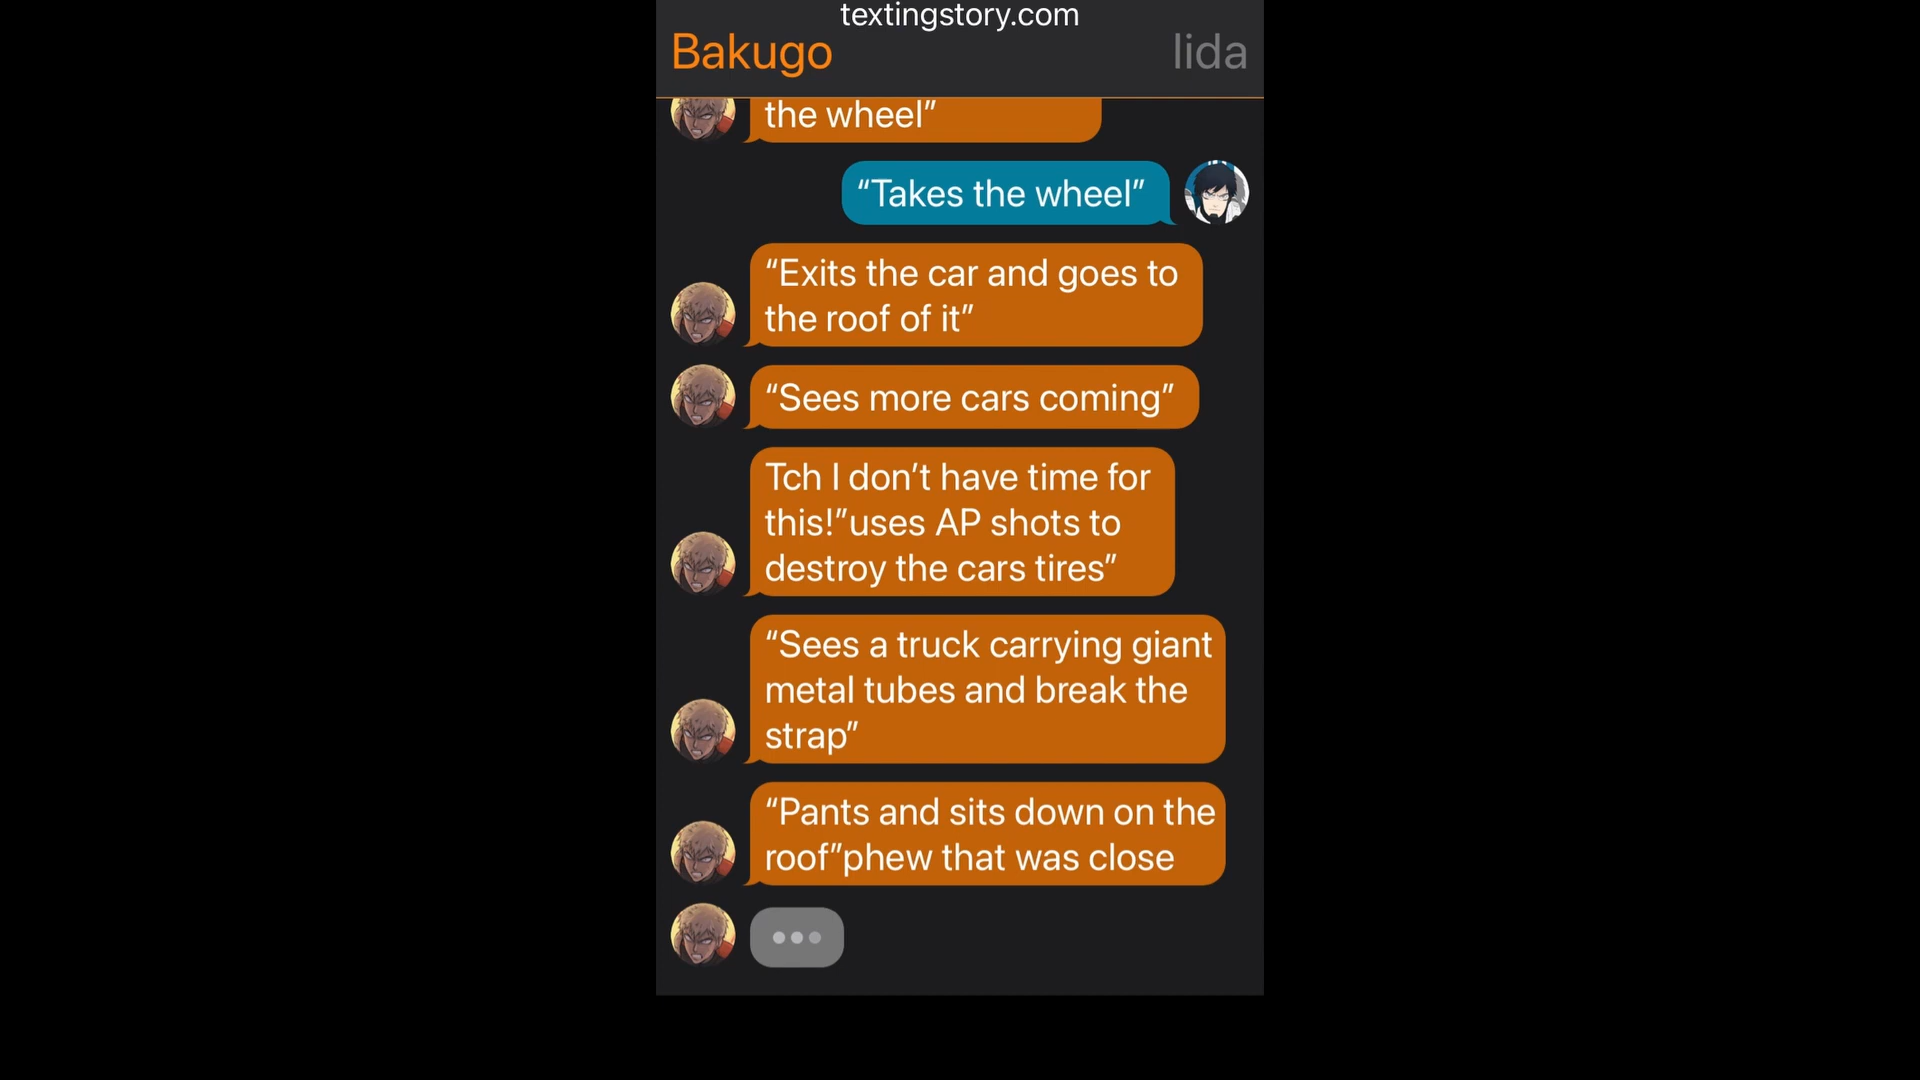 textingstory.com
Bakugo
Iida
the wheel”
“Takes the wheel”
“Exits the car and goes to
the roof of it”
“Sees more cars coming”
Tch I don’t have time for
this!”uses AP shots to
destroy the cars tires”
“Sees a truck carrying giant
metal tubes and break the
strap”
“Pants and sits down on the
roof”phew that was close